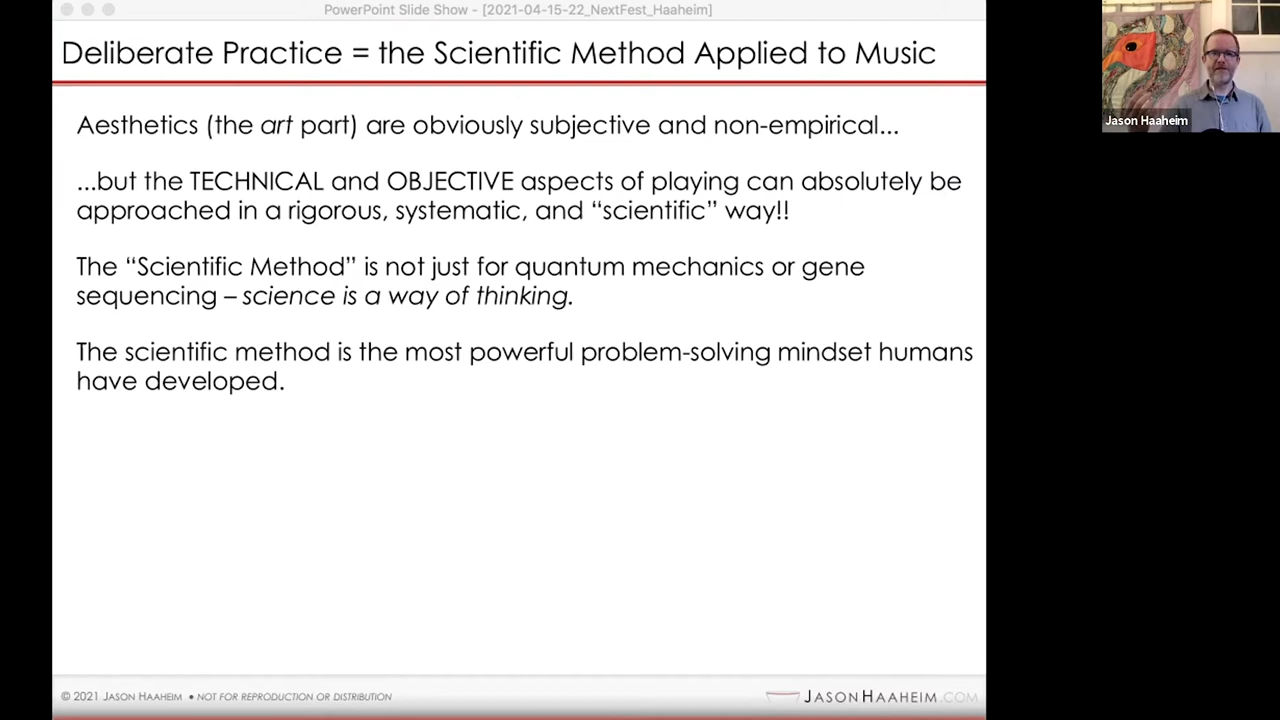 PowerPoint Slide Show - [2021-04-15-22_NextFest_Haaheim]
Deliberate Practice = the Scientific Method Applied to Music
Aesthetics (the art part) are obviously subjective and non-empirical...
...but the TECHNICAL and OBJECTIVE aspects of playing can absolutely be
approached in a rigorous, systematic, and “scientific” way!!
The “Scientific Method” is not just for quantum mechanics or gene
sequencing – science is a way of thinking.
The scientific method is the most powerful problem-solving mindset humans
have developed.
© 2021 JASON HAAHEIM • NOT FOR REPRODUCTION OR DISTRIBUTION
JASONHAAHEIM.COM
Jason Haaheim